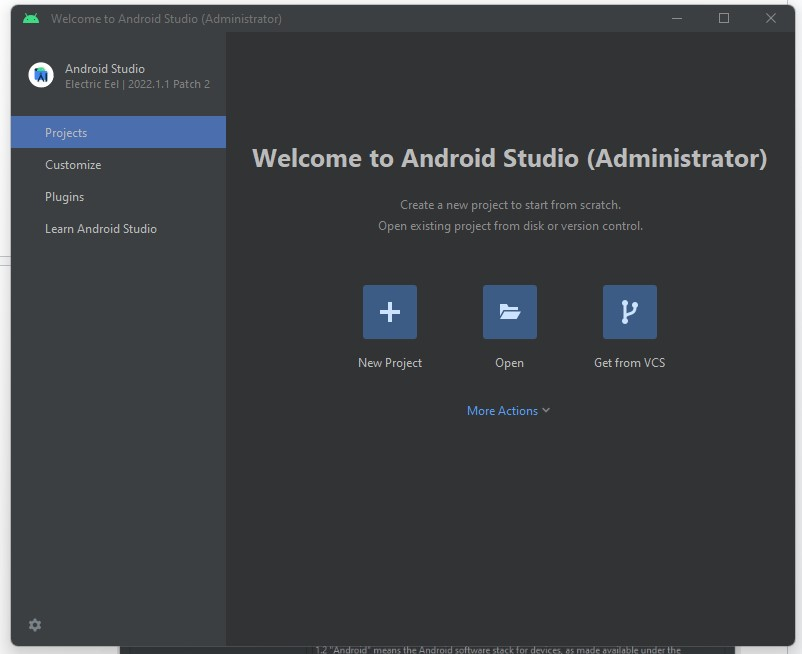 Welcome to Android Studio (Administrator)
Android Studio
Electric Eel | 2022.1.1 Patch 2
Projects
Customize
Plugins
Learn Android Studio
Welcome to Android Studio (Administrator)
Create a new project to start from scratch.
Open existing project from disk or version control.
New Project
Open
Get from VCS
More Actions
1.2 "Android" means the Android software stack for devices, as made available under the